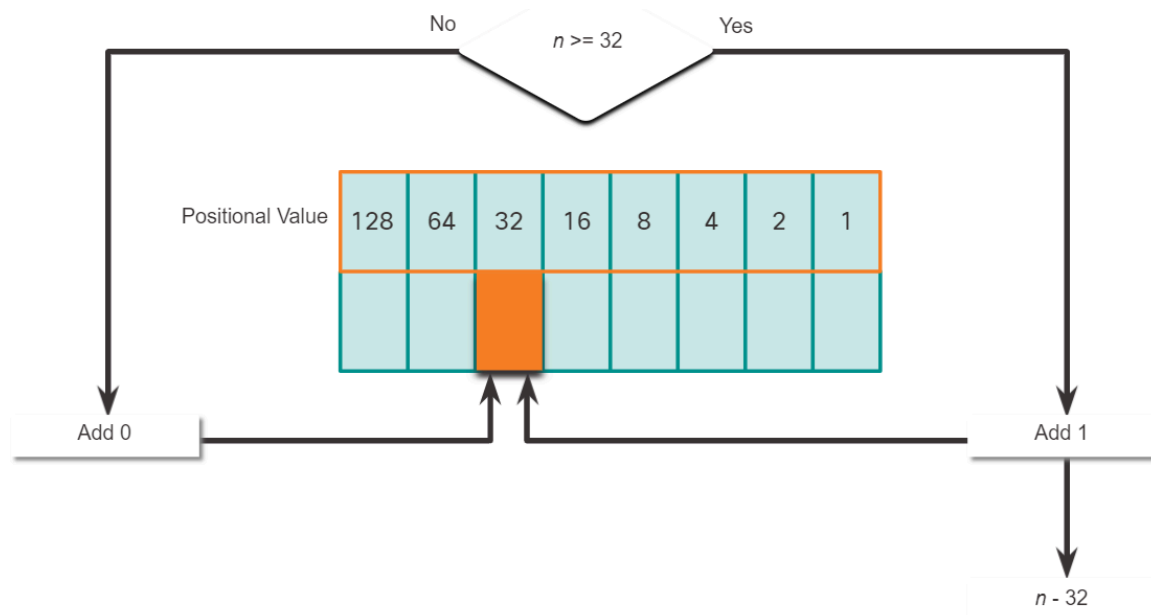 No
n >= 32
Yes
Positional Value
128 64 32 16 8 4 2 1
Add 0
Add 1
n - 32